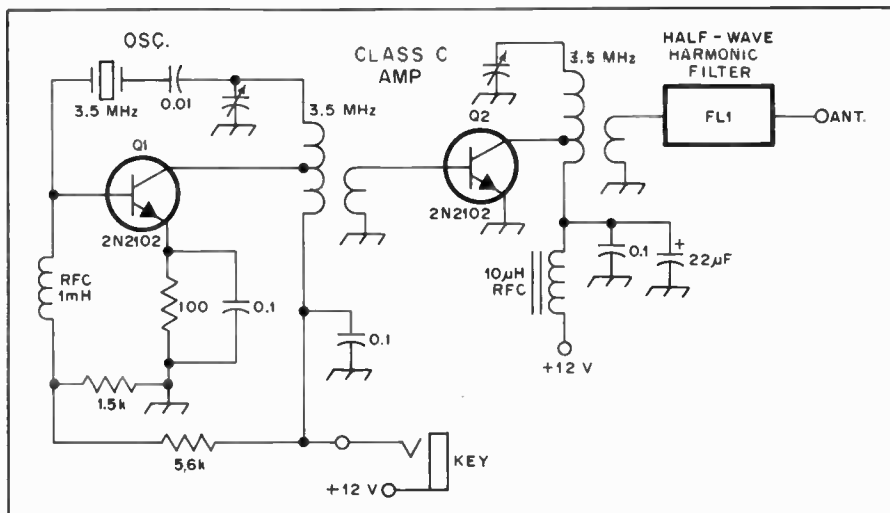 OSC.
3.5 MHz
0.01
3.5 MHz
Q1
2N2102
RFC
1mH
100
0.1
1.5k
5,6k
0.1
+12 V
KEY
CLASS C
AMP
Q2
2N2102
3.5 MHz
10μH
RFC
0.1
+
22μF
+12 V
HALF-WAVE
HARMONIC
FILTER
FL1
ANT.